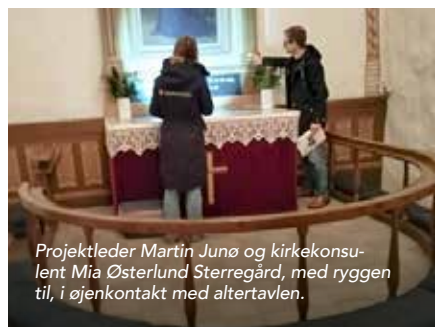 Projektleder Martin Junø og kirkekonsu-
lent Mia Østerlund Sterregård, med ryggen
til, i øjenkontakt med altertavlen.